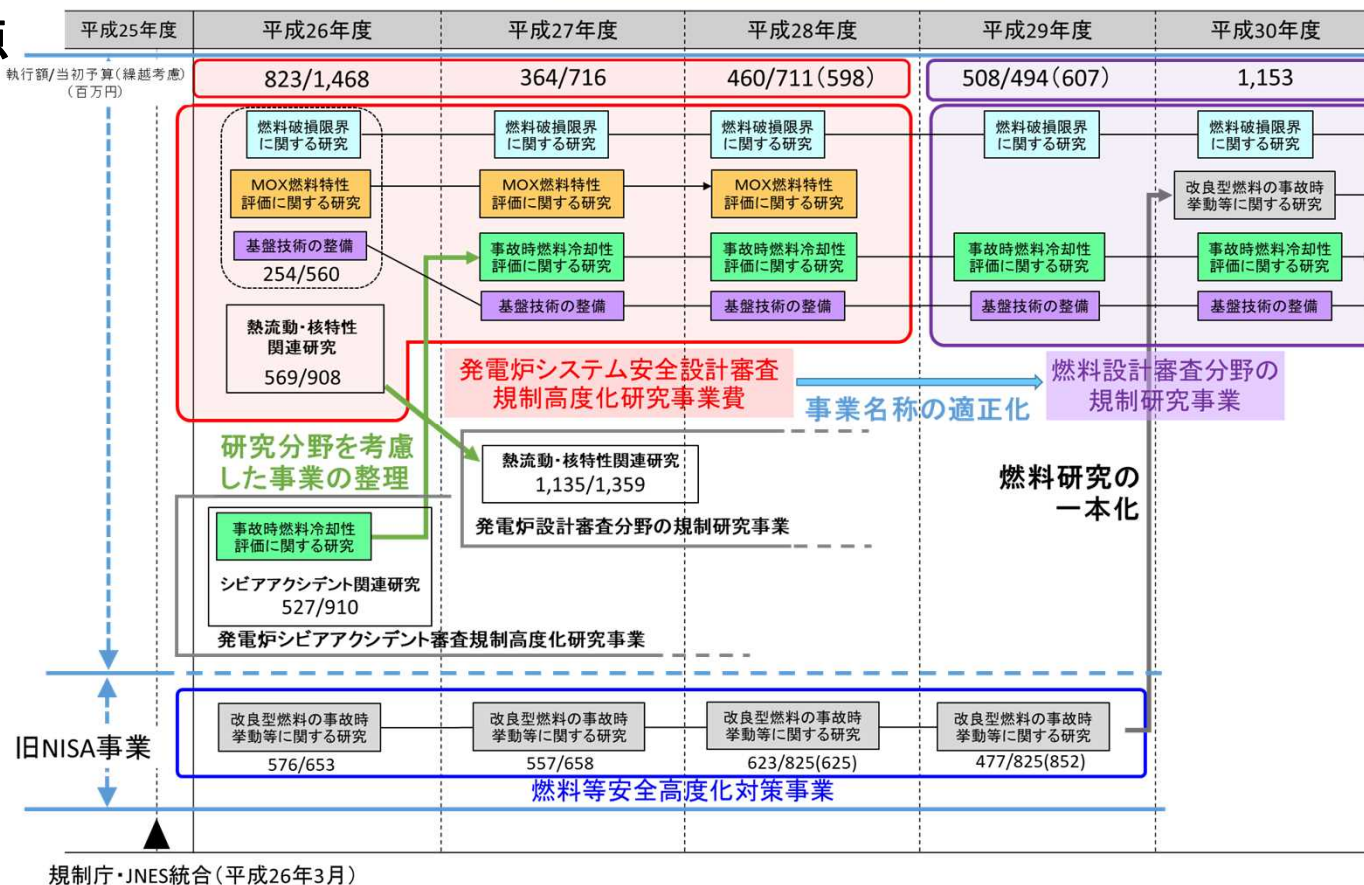 平成25年度
平成26年度
平成27年度
平成28年度
平成29年度
平成30年度
執行額/当初予算(繰越考慮)
(百万円)
823/1,468
364/716
460/711(598)
508/494(607)
1,153
燃料破損限界
に関する研究
燃料破損限界
に関する研究
燃料破損限界
に関する研究
燃料破損限界
に関する研究
燃料破損限界
に関する研究
MOX燃料特性
評価に関する研究
MOX燃料特性
評価に関する研究
MOX燃料特性
評価に関する研究
改良型燃料の事故時
挙動等に関する研究
基盤技術の整備
254/560
事故時燃料冷却性
評価に関する研究
事故時燃料冷却性
評価に関する研究
事故時燃料冷却性
評価に関する研究
事故時燃料冷却性
評価に関する研究
基盤技術の整備
基盤技術の整備
基盤技術の整備
基盤技術の整備
熱流動・核特性
関連研究
569/908
発電炉システム安全設計審査
規制高度化研究事業費
事業名称の適正化
燃料設計審査分野の
規制研究事業
研究分野を考慮
した事業の整理
熱流動・核特性関連研究
1,135/1,359
発電炉設計審査分野の規制研究事業
燃料研究の
一本化
事故時燃料冷却性
評価に関する研究
シビアアクシデント関連研究
527/910
発電炉シビアアクシデント審査規制高度化研究事業
旧NISA事業
改良型燃料の事故時
挙動等に関する研究
576/653
改良型燃料の事故時
挙動等に関する研究
557/658
改良型燃料の事故時
挙動等に関する研究
623/825(625)
改良型燃料の事故時
挙動等に関する研究
477/825(852)
燃料等安全高度化対策事業
規制庁・JNES統合(平成26年3月)